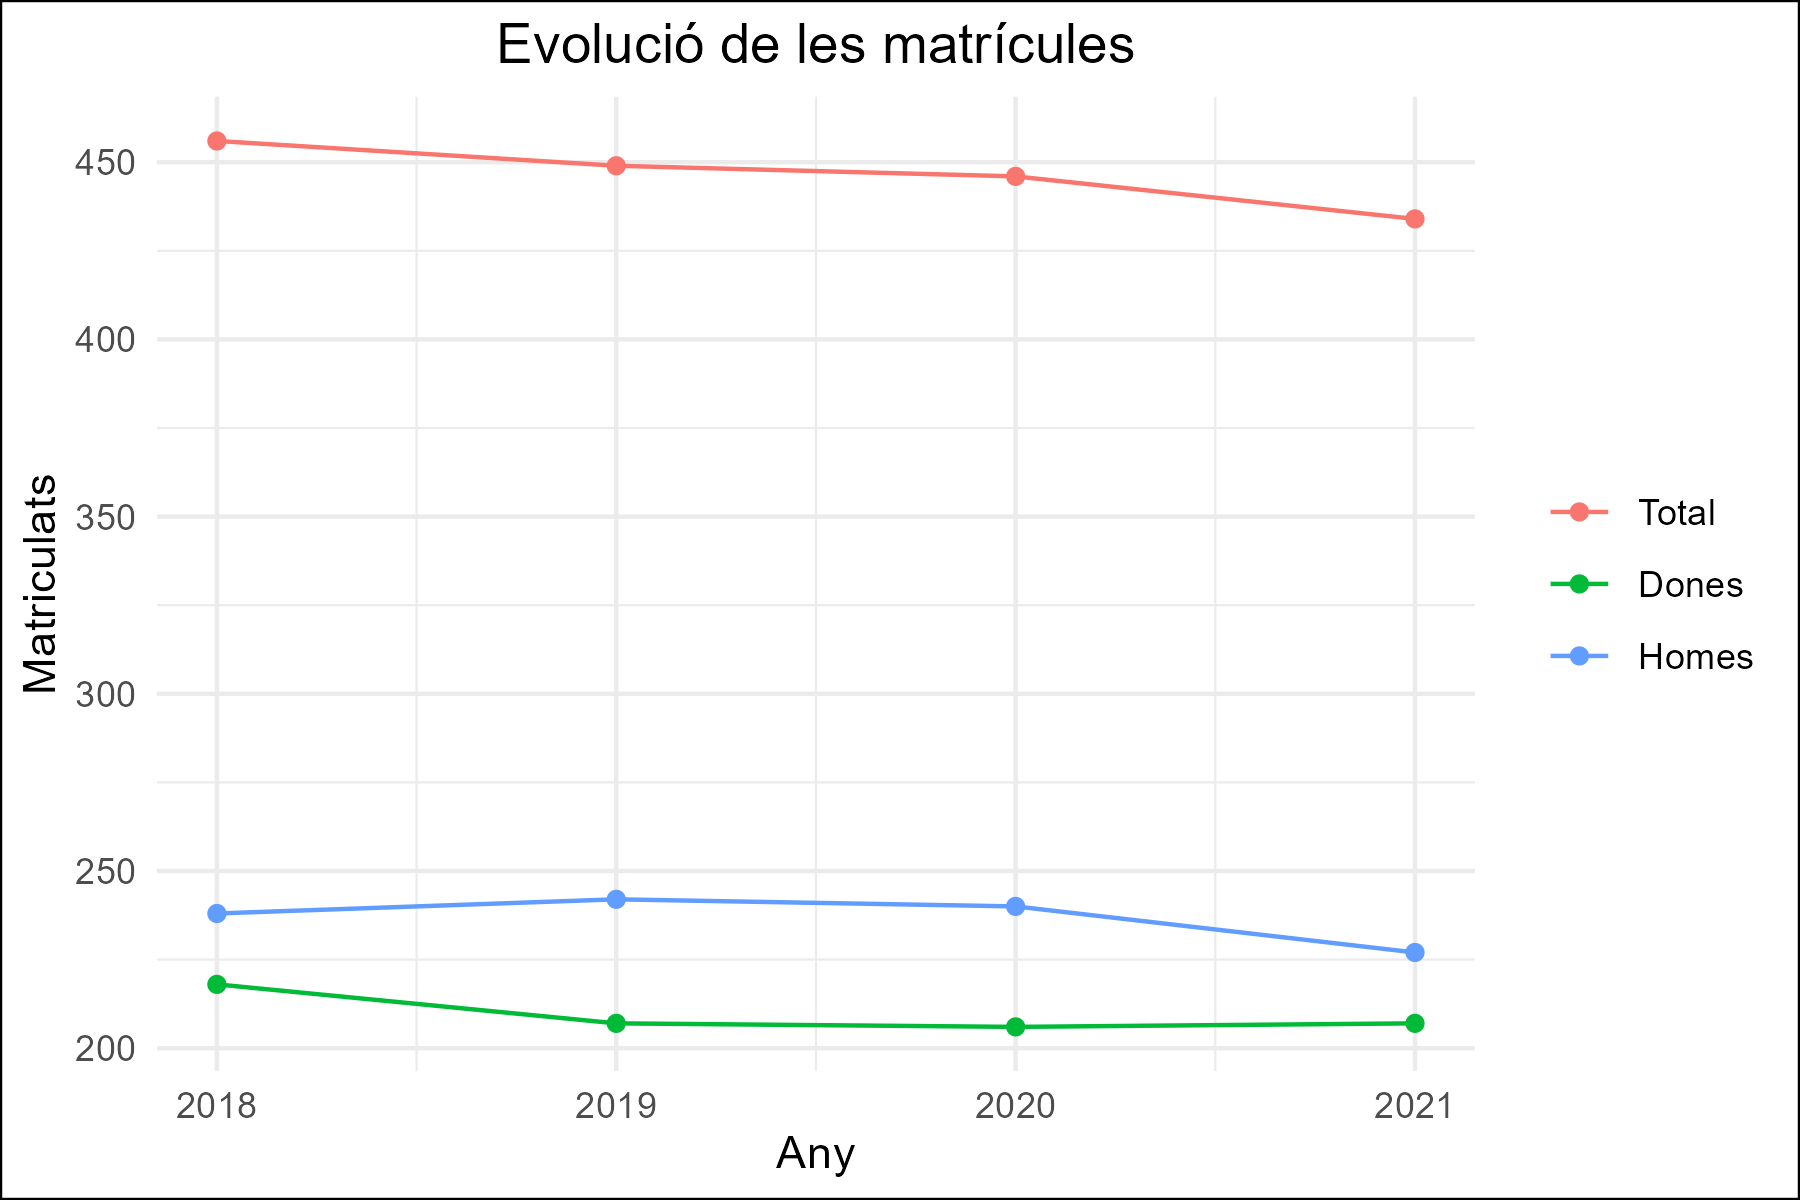 Evolució de les matrícules
450
400
350
300
250
200
Matriculats
2018 2019 2020 2021
Any
Total
Dones
Homes